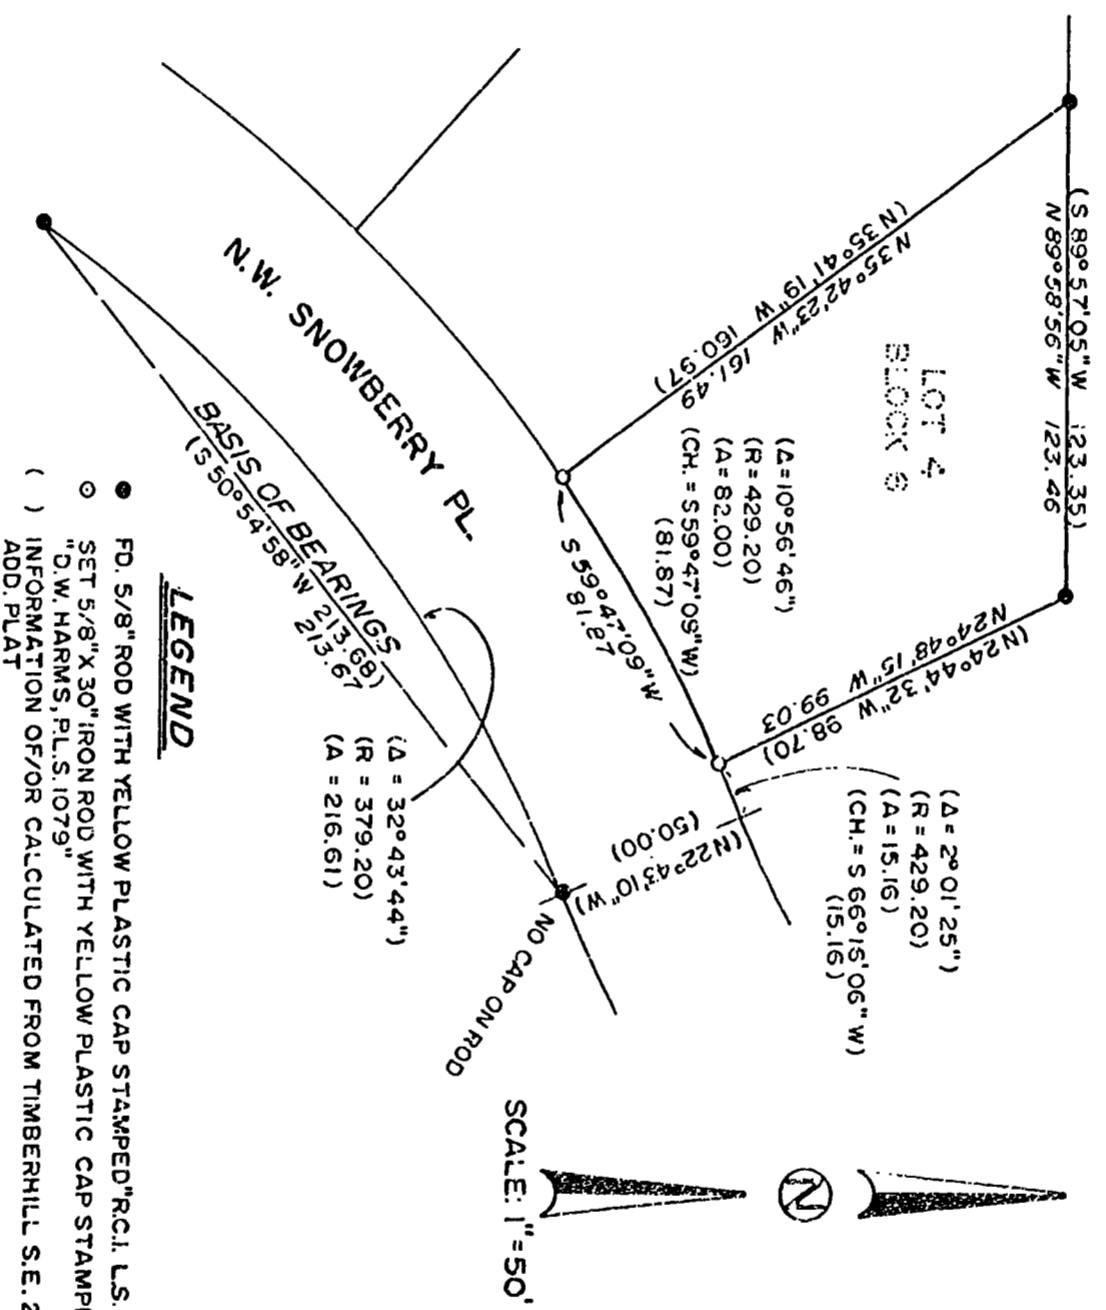 (S 89°57'05"W 123.35)
N89°58'56"W 123.46
LOT 4
BLOCK 6
N35°42'23"W 161.49
(N 35°41'19"W 160.97)
(Δ=10°56'46")
(R=429.20)
(A=82.00)
(CH.=S59°47'09"W)
(81.87)
S 59°47'09"W
81.87
(N24°44'32"W 98.70)
N24°48'15"W 99.03
(Δ=2°01'25")
(R=429.20)
(A=15.16)
(CH.=S 66°15'06"W)
(15.16)
(N22°43'10"W)
(50.00)
N.W. SNOWBERRY PL.
BASIS OF BEARINGS
(S50°54'58"W 213.68)
213.67
(Δ = 32°43'44")
(R = 379.20)
(A = 216.61)
NO CAP ON ROD
N
SCALE: 1"=50'
LEGEND
FD. 5/8" ROD WITH YELLOW PLASTIC CAP STAMPED "R.C.I. L.S.
SET 5/8"X 30" IRON ROD WITH YELLOW PLASTIC CAP
"D.W. HARMS, P.L.S. 1079"
( ) INFORMATION OF/OR CALCULATED FROM TIMBERHILL S.E.
ADD. PLAT